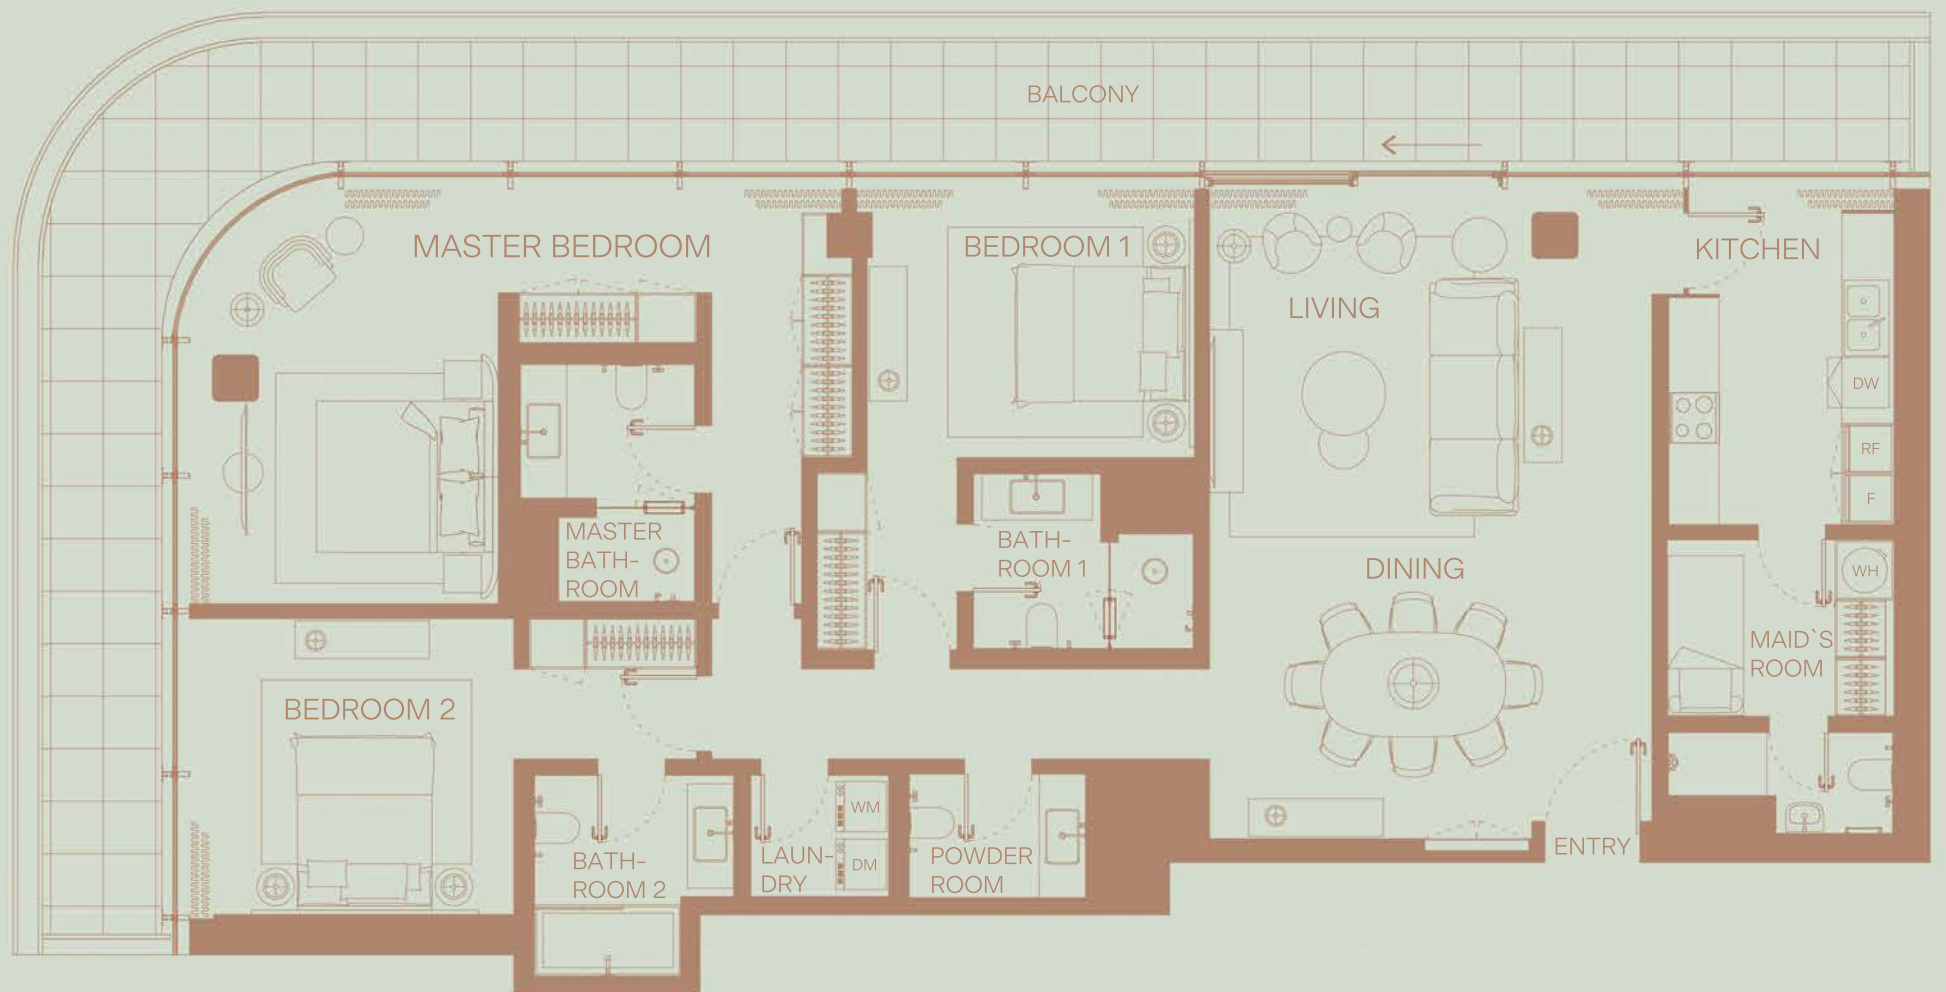 BALCONY
MASTER BEDROOM
BEDROOM 1
KITCHEN
LIVING
DW
RF
F
MASTER
BATH-
ROOM
BATH-
ROOM 1
DINING
WH
MAID`S
ROOM
BEDROOM 2
WM
DM
BATH-
ROOM 2
LAUN-
DRY
POWDER
ROOM
ENTRY